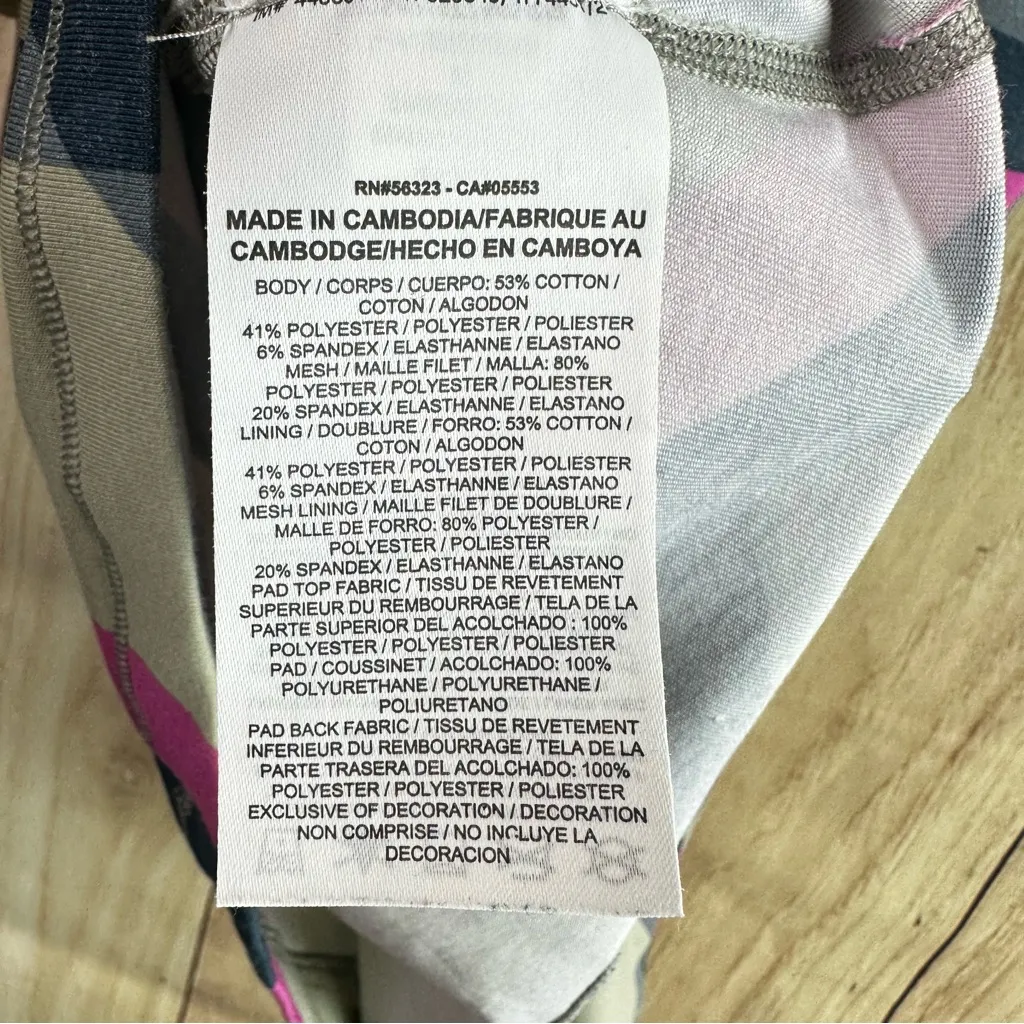 RN#56323 - CA#05553
MADE IN CAMBODIA/FABRIQUE AU
CAMBODGE/HECHO EN CAMBOYA
BODY / CORPS / CUERPO: 53% COTTON /
COTON / ALGODON
41% POLYESTER / POLYESTER / POLIESTER
6% SPANDEX / ELASTHANNE / ELASTANO
MESH / MAILLE FILET / MALLA: 80%
POLYESTER / POLYESTER / POLIESTER
20% SPANDEX / ELASTHANNE / ELASTANO
LINING / DOUBLURE / FORRO: 53% COTTON /
COTON / ALGODON
41% POLYESTER / POLYESTER / POLIESTER
6% SPANDEX / ELASTHANNE / ELASTANO
MESH LINING / MAILLE FILET DE DOUBLURE /
MALLE DE FORRO: 80% POLYESTER /
POLYESTER / POLIESTER
20% SPANDEX / ELASTHANNE / ELASTANO
PAD TOP FABRIC / TISSU DE REVETEMENT
SUPERIEUR DU REMBOURRAGE / TELA DE LA
PARTE SUPERIOR DEL ACOLCHADO : 100%
POLYESTER / POLYESTER / POLIESTER
PAD / COUSSINET / ACOLCHADO: 100%
POLYURETHANE / POLYURETHANE /
POLIURETANO
PAD BACK FABRIC / TISSU DE REVETEMENT
INFERIEUR DU REMBOURRAGE / TELA DE LA
PARTE TRASERA DEL ACOLCHADO: 100%
POLYESTER / POLYESTER / POLIESTER
EXCLUSIVE OF DECORATION / DECORATION
NON COMPRISE / NO INCLUYE LA
DECORACION